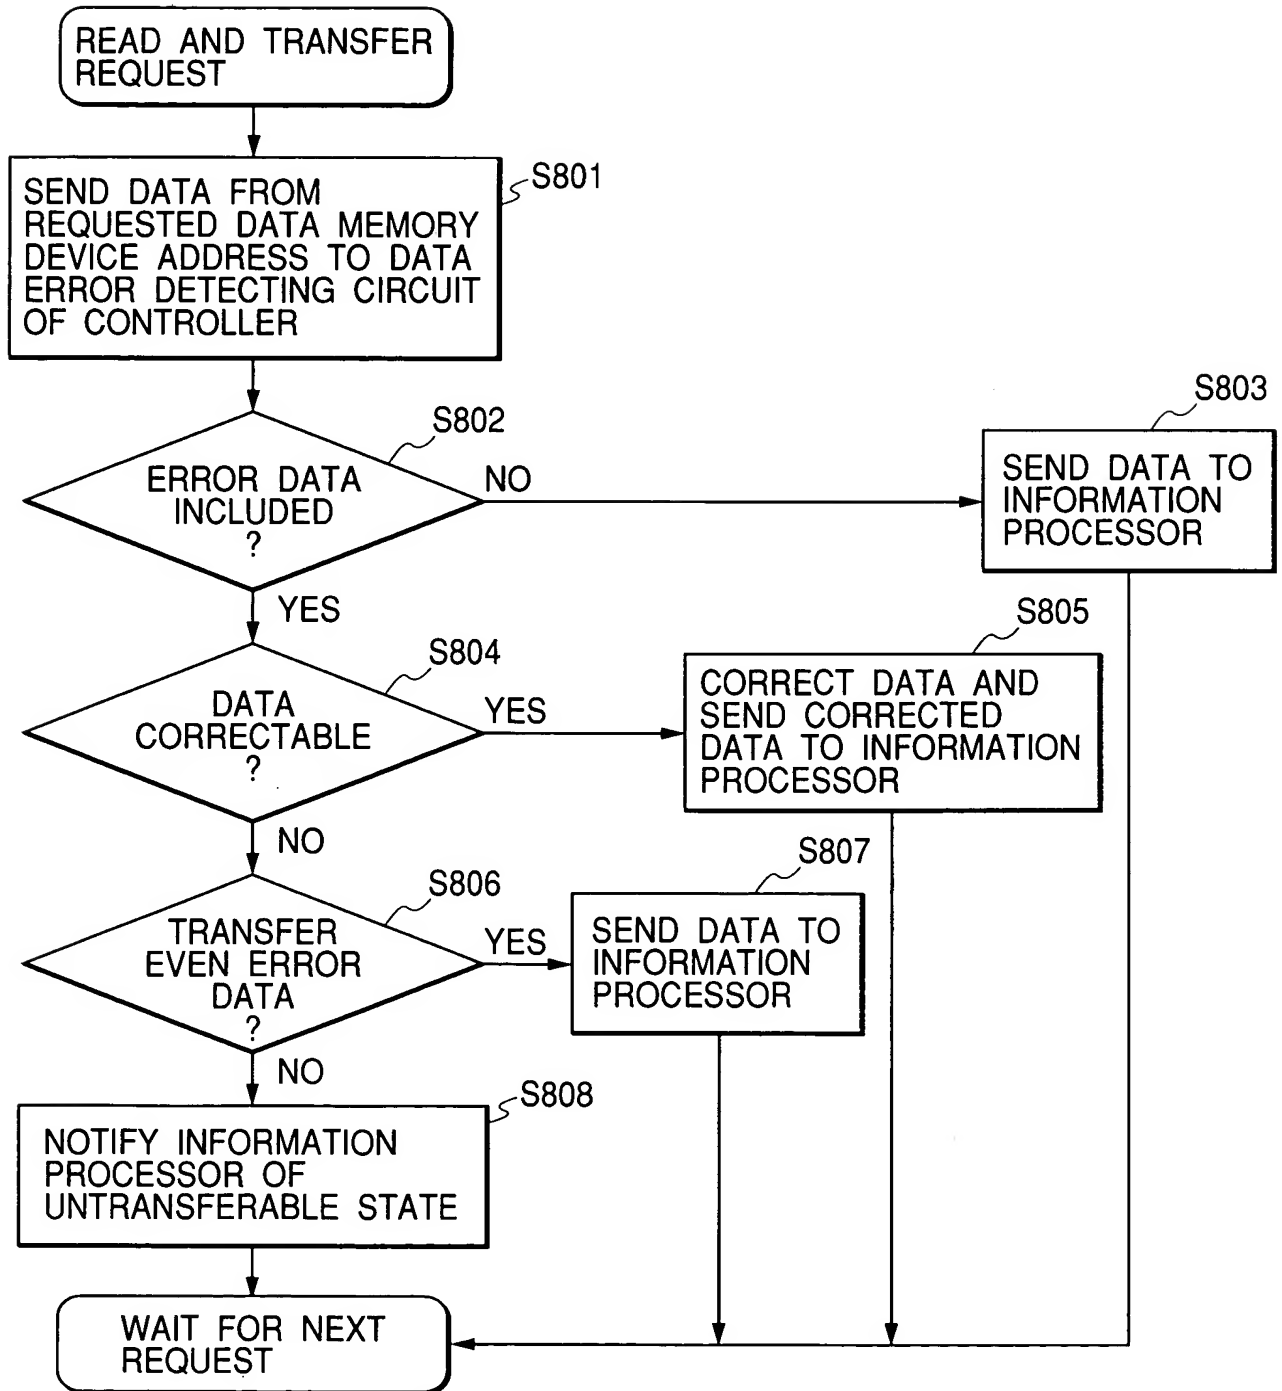 READ AND TRANSFER
REQUEST
S801
SEND DATA FROM
REQUESTED DATA MEMORY
DEVICE ADDRESS TO DATA
ERROR DETECTING CIRCUIT
OF CONTROLLER
S802
ERROR DATA
INCLUDED
?
NO
S803
SEND DATA TO
INFORMATION
PROCESSOR
YES
S804
DATA
CORRECTABLE
?
YES
S805
CORRECT DATA AND
SEND CORRECTED
DATA TO INFORMATION
PROCESSOR
NO
S806
TRANSFER
EVEN ERROR
DATA
?
YES
S807
SEND DATA TO
INFORMATION
PROCESSOR
NO
S808
NOTIFY INFORMATION
PROCESSOR OF
UNTRANSFERABLE STATE
WAIT FOR NEXT
REQUEST